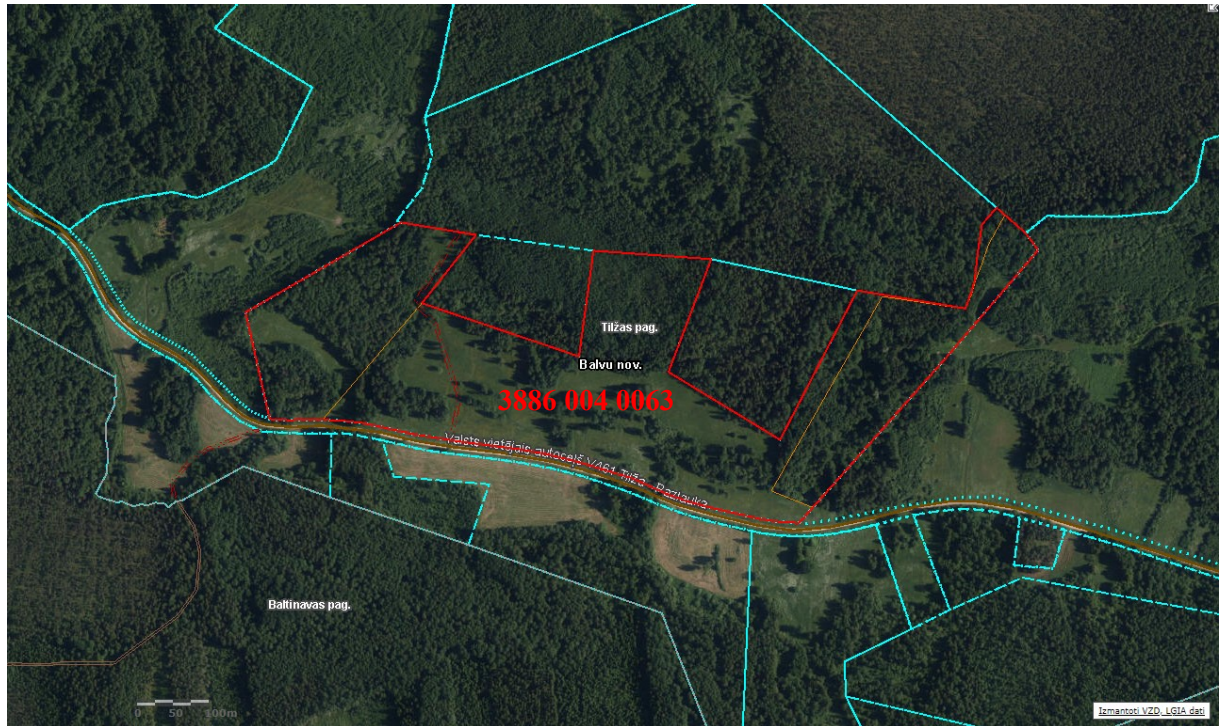 Tilžas pag.
Balvu nov.
3886 004 0063
Valsts vietējais autoceļš V461 Tilža - Pazlauka
Baltinavas pag.
0 50 100m
Izmantoti VZD, LĢIA dati